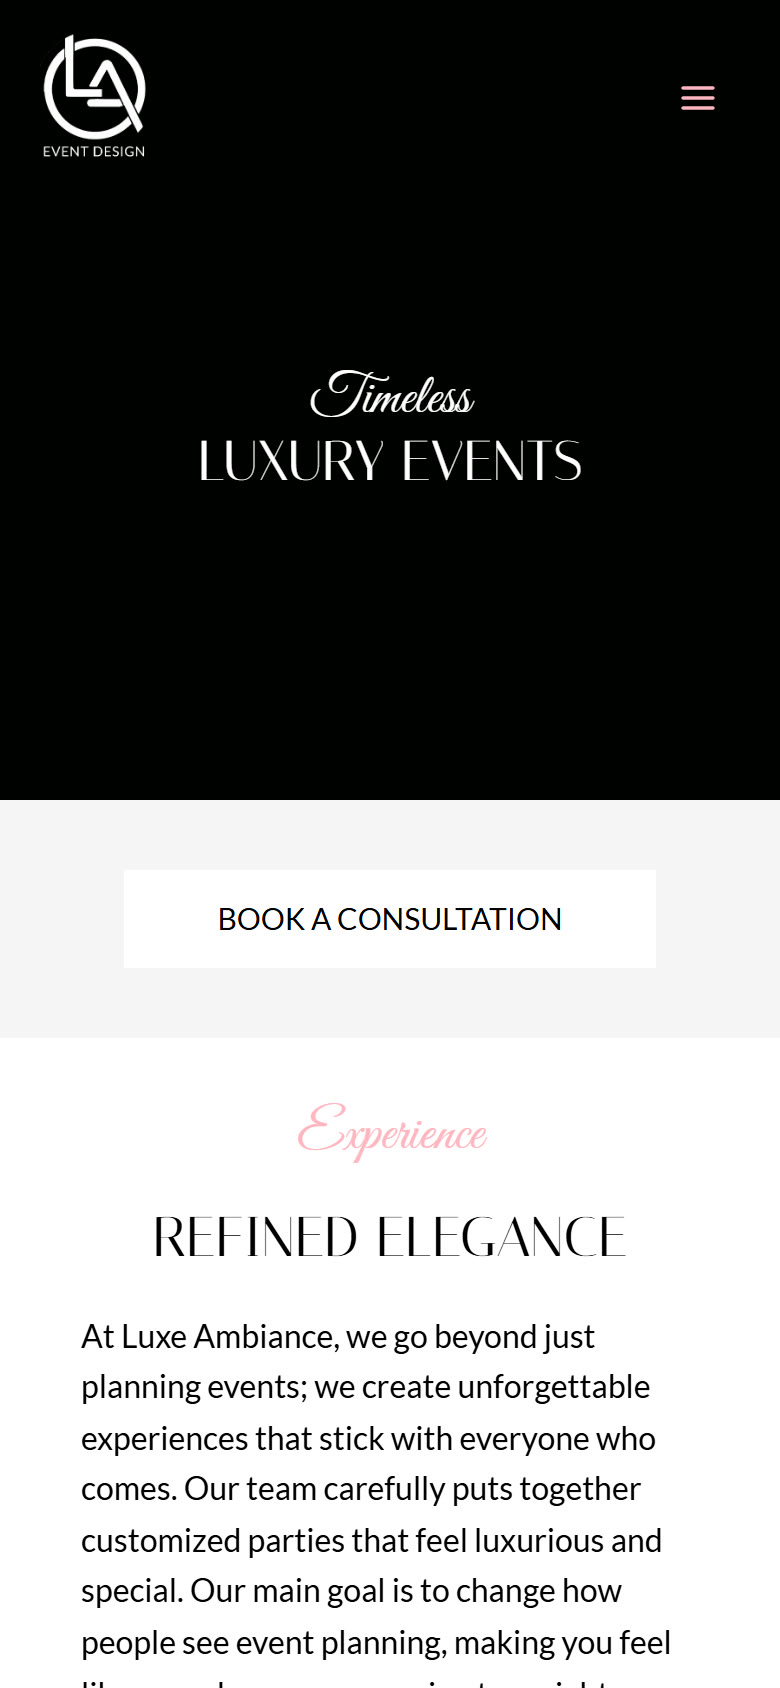 LA
EVENT DESIGN
Timeless
LUXURY EVENTS
BOOK A CONSULTATION
Experience
REFINED ELEGANCE
At Luxe Ambiance, we go beyond just
planning events; we create unforgettable
experiences that stick with everyone who
comes. Our team carefully puts together
customized parties that feel luxurious and
special. Our main goal is to change how
people see event planning, making you feel